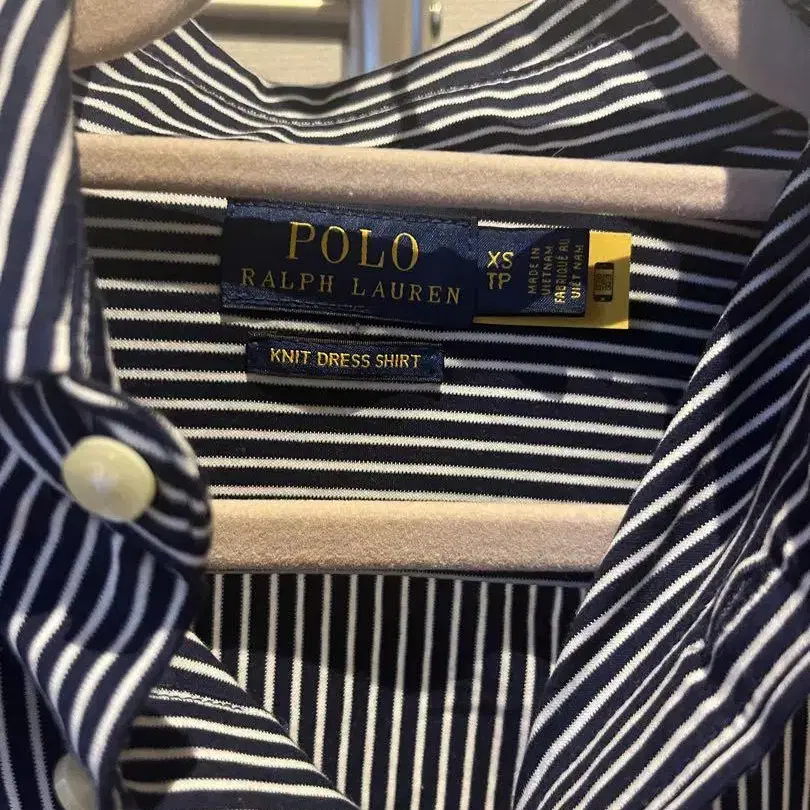 POLO
RALPH LAUREN
XS
TP
MADE IN
VIETNAM
FABRIQUÉ AU
VIET NAM
KNIT DRESS SHIRT